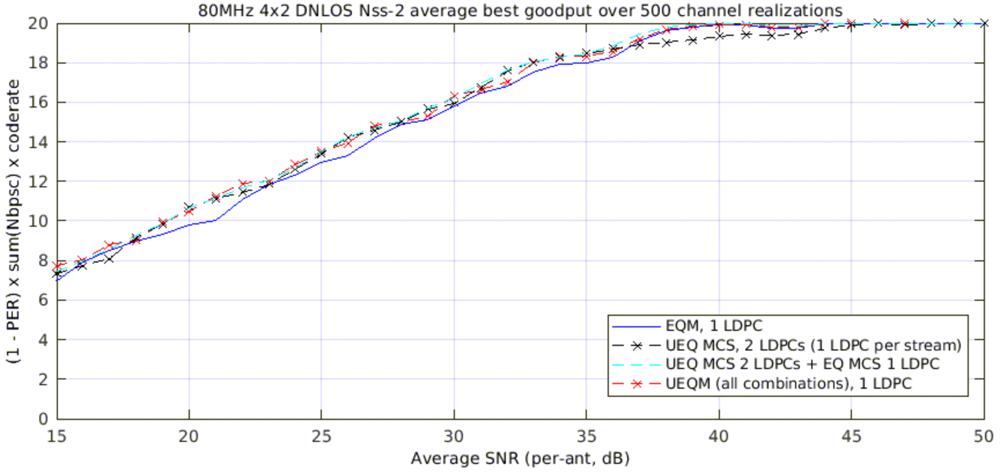 80MHz 4x2 DNLOS Nss-2 average best goodput over 500 channel realizations
(1 - PER) x sum(Nbpsc) x coderate
20
18
16
14
12
10
8
6
4
2
0
EQM, 1 LDPC
UEQ MCS, 2 LDPCs (1 LDPC per stream)
UEQ MCS 2 LDPCs + EQ MCS 1 LDPC
UEQM (all combinations), 1 LDPC
15 20 25 30 35 40 45 50
Average SNR (per-ant, dB)